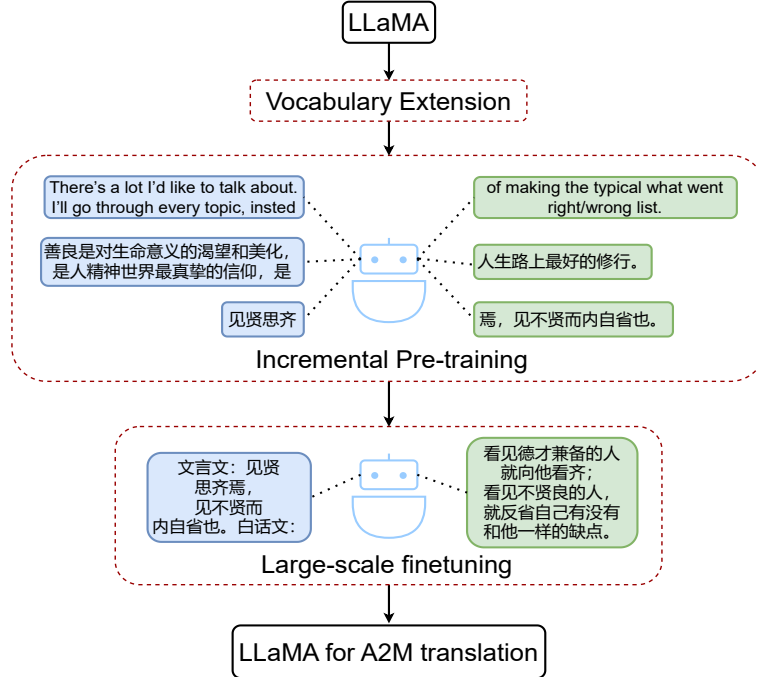 LLaMA
Vocabulary Extension
There's a lot I'd like to talk about.
I'll go through every topic, insted
of making the typical what went
right/wrong list.
善良是对生命意义的渴望和美化，
是人精神世界最真挚的信仰，是
人生路上最好的修行。
见贤思齐
焉，见不贤而内自省也。
Incremental Pre-training
文言文：见贤
思齐焉，
见不贤而
内自省也。白话文：
看见德才兼备的人
就向他看齐；
看见不贤良的人，
就反省自己有没有
和他一样的缺点。
Large-scale finetuning
LLaMA for A2M translation